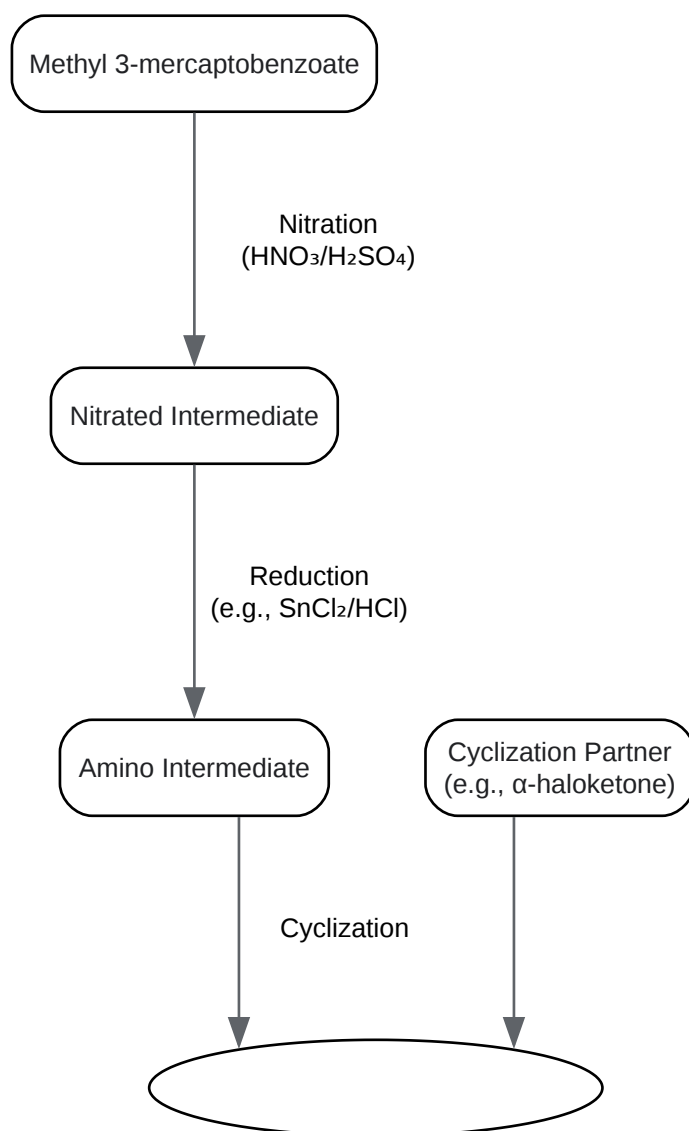 Methyl 3-mercaptobenzoate
Nitration
(HNO₃/H₂SO₄)
Nitrated Intermediate
Reduction
(e.g., SnCl₂/HCl)
Amino Intermediate
Cyclization Partner
(e.g., α-haloketone)
Cyclization